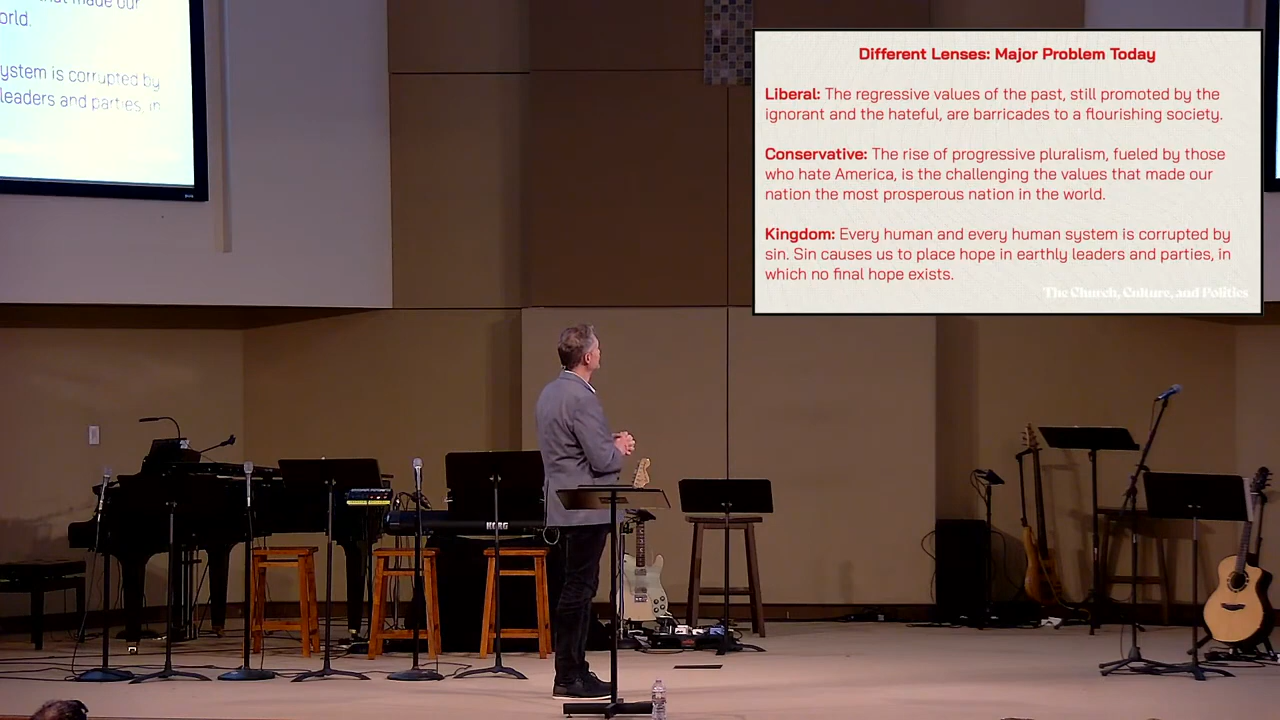 that made our
orld.
ystem is corrupted by
leaders and parties, in
Different Lenses: Major Problem Today
Liberal: The regressive values of the past, still promoted by the
ignorant and the hateful, are barricades to a flourishing society.
Conservative: The rise of progressive pluralism, fueled by those
who hate America, is the challenging the values that made our
nation the most prosperous nation in the world.
Kingdom: Every human and every human system is corrupted by
sin. Sin causes us to place hope in earthly leaders and parties, in
which no final hope exists.
The Church, Culture, and Politics
KORG